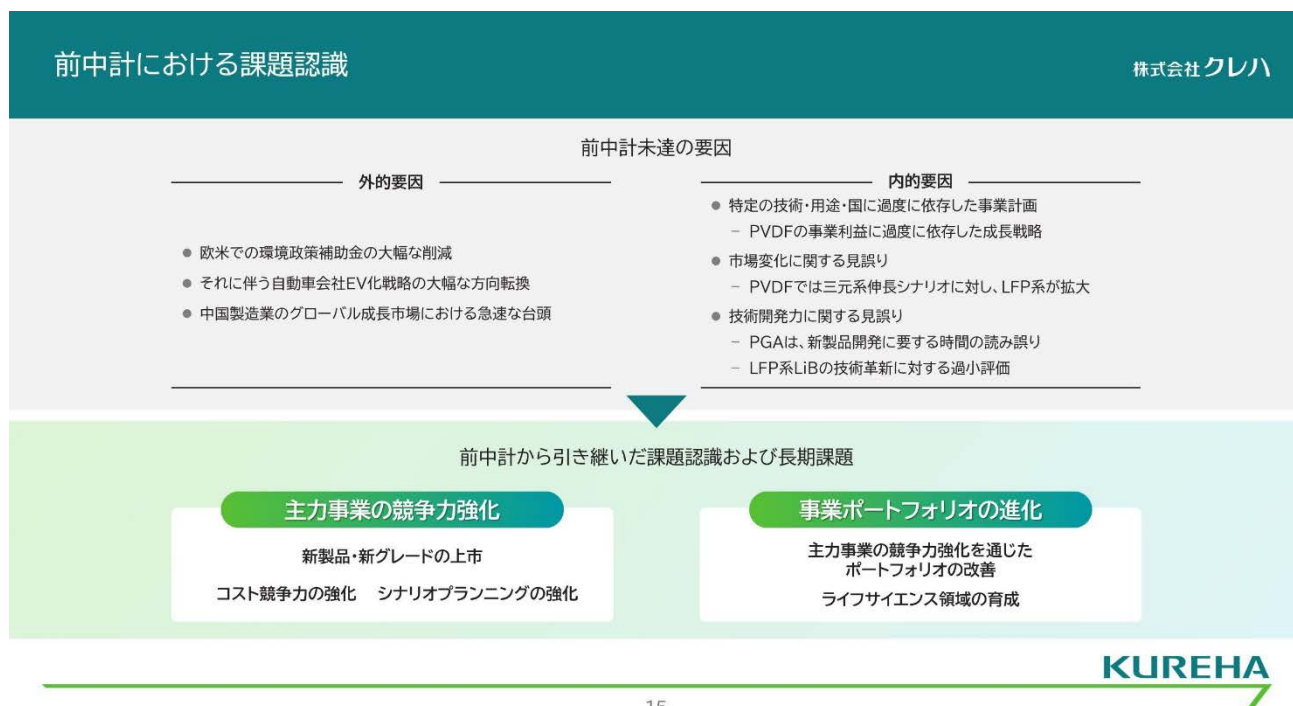 前中計における課題認識
株式会社クレハ
前中計未達の要因
外的要因
● 欧米での環境政策補助金の大幅な削減
● それに伴う自動車会社EV化戦略の大幅な方向転換
● 中国製造業のグローバル成長市場における急速な台頭
内的要因
● 特定の技術・用途・国に過度に依存した事業計画
－ PVDFの事業利益に過度に依存した成長戦略
● 市場変化に関する見誤り
－ PVDFでは三元系伸長シナリオに対し、LFP系が拡大
● 技術開発力に関する見誤り
－ PGAは、新製品開発に要する時間の読み誤り
－ LFP系LiBの技術革新に対する過小評価
前中計から引き継いだ課題認識および長期課題
主力事業の競争力強化
新製品・新グレードの上市
コスト競争力の強化 シナリオプランニングの強化
事業ポートフォリオの進化
主力事業の競争力強化を通じた
ポートフォリオの改善
ライフサイエンス領域の育成
KUREHA
15